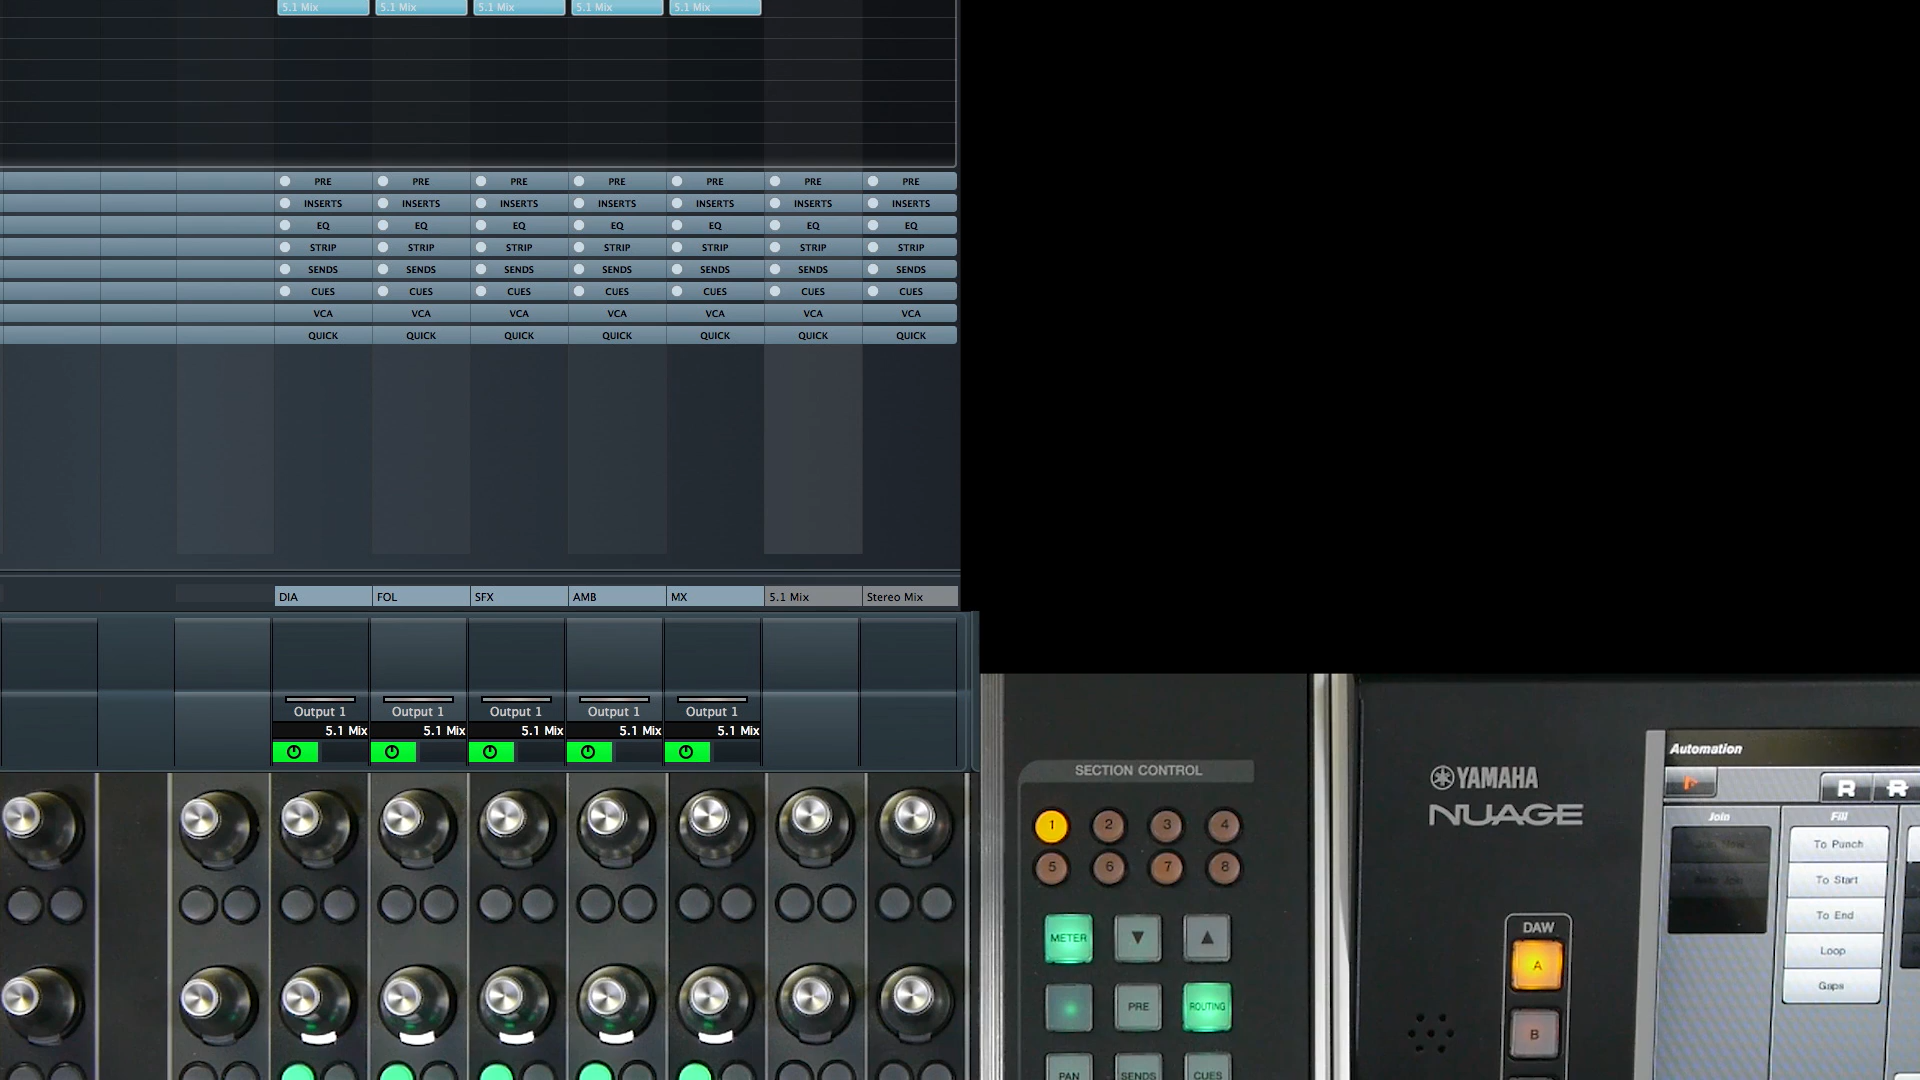 5.1 Mix 5.1 Mix 5.1 Mix 5.1 Mix 5.1 Mix
PRE PRE PRE PRE PRE PRE PRE
INSERTS INSERTS INSERTS INSERTS INSERTS INSERTS INSERTS
EQ EQ EQ EQ EQ EQ EQ
STRIP STRIP STRIP STRIP STRIP STRIP STRIP
SENDS SENDS SENDS SENDS SENDS SENDS SENDS
CUES CUES CUES CUES CUES CUES CUES
VCA VCA VCA VCA VCA VCA VCA
QUICK QUICK QUICK QUICK QUICK QUICK QUICK
DIA FOL SFX AMB MX 5.1 Mix Stereo Mix
Output 1 Output 1 Output 1 Output 1 Output 1
5.1 Mix 5.1 Mix 5.1 Mix 5.1 Mix 5.1 Mix
SECTION CONTROL
1 2 3 4
5 6 7 8
METER ▼ ▲
PRE ROUTING
PAN SENDS CUES
YAMAHA
NUAGE
DAW
A
B
Automation
R R
Join Fill
To Punch
To Start
To End
Loop
Gaps